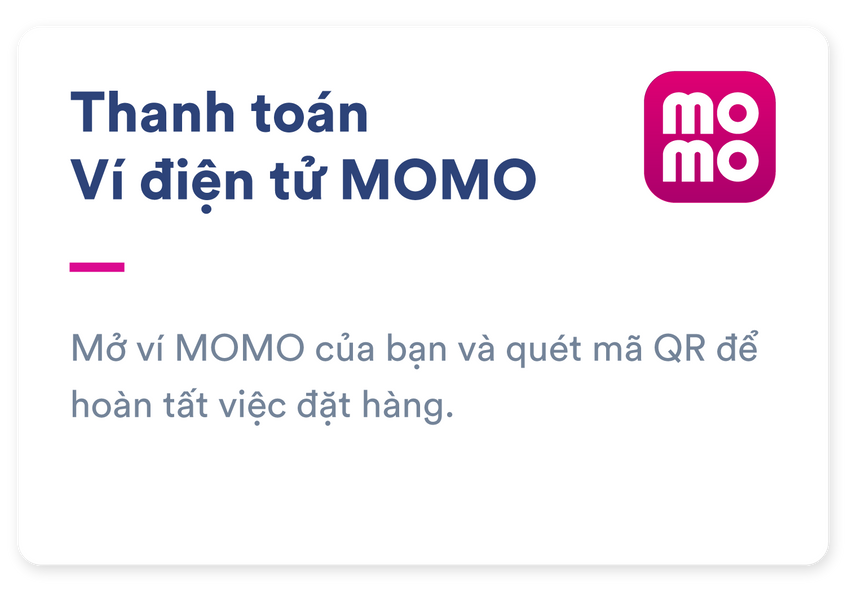 Thanh toán
Ví điện tử MOMO
mo
mo
Mở ví MOMO của bạn và quét mã QR để
hoàn tất việc đặt hàng.